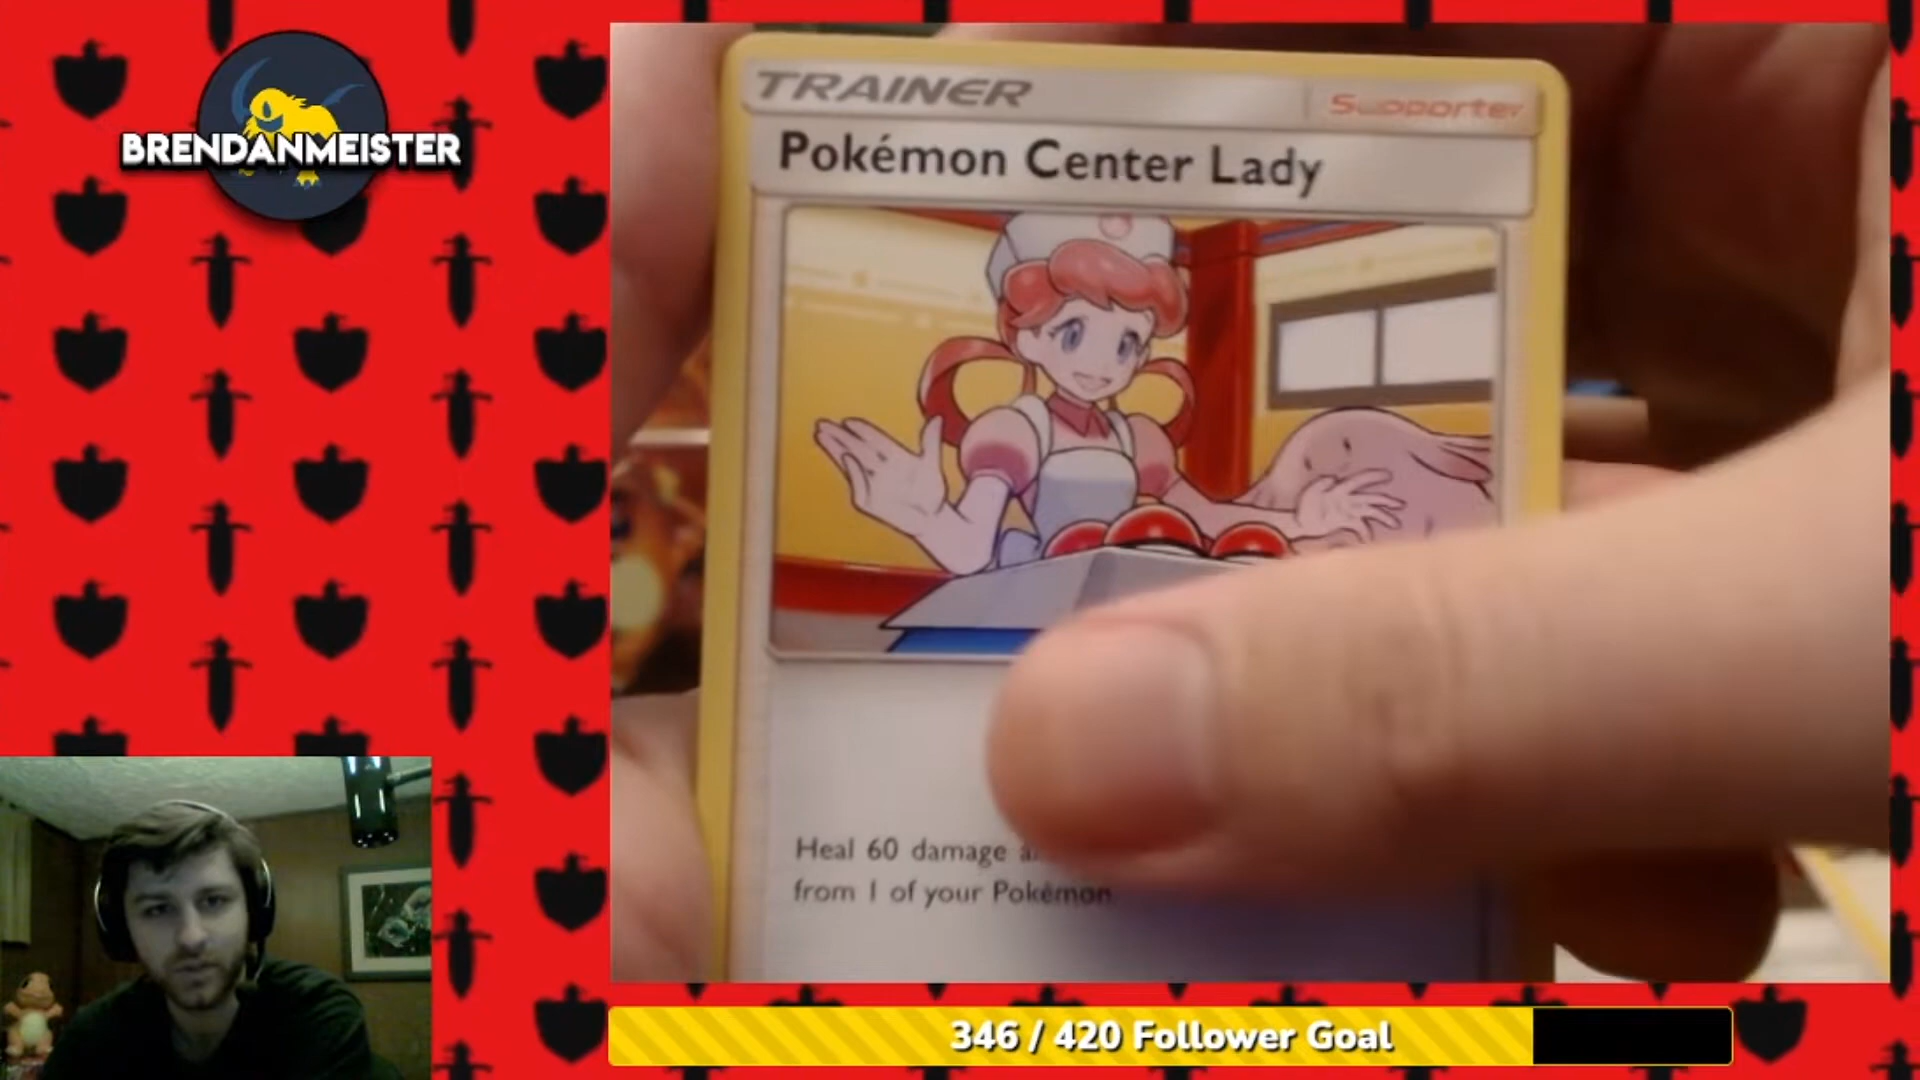 BRENDANMEISTER
TRAINER
Supporter
Pokémon Center Lady
Heal 60 damage
from 1 of your Pokémon.
346 / 420 Follower Goal